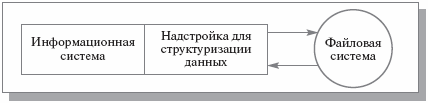 Информационная
система
Надстройка для
структуризации
данных
Файловая
система